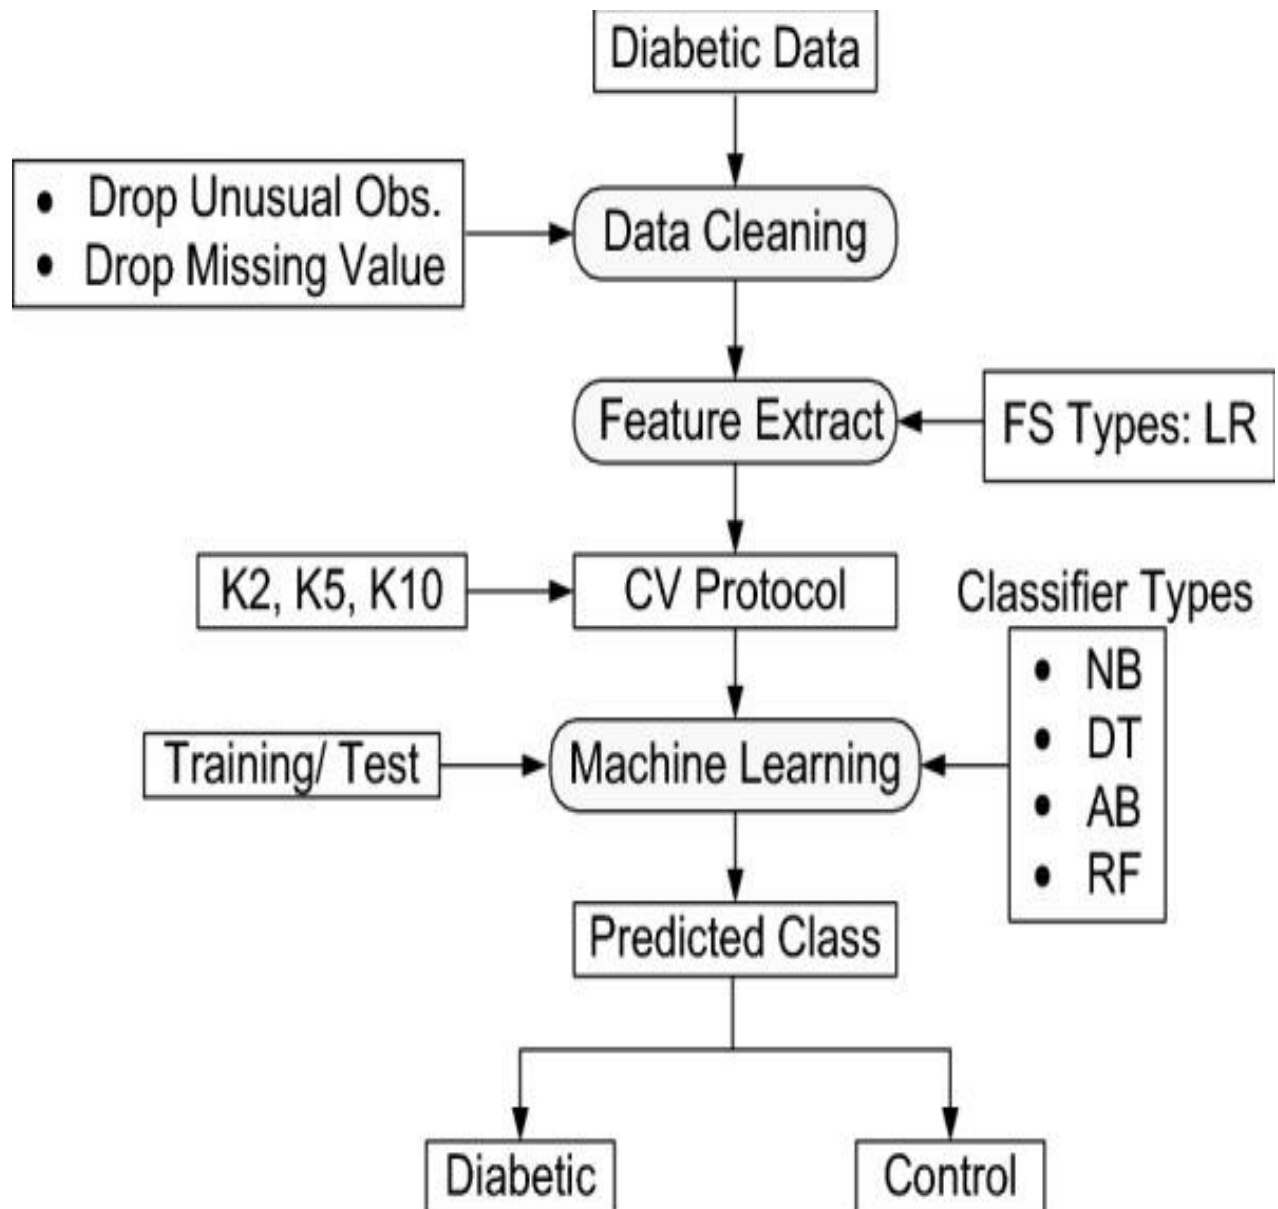 Diabetic Data
• Drop Unusual Obs.
• Drop Missing Value
Data Cleaning
Feature Extract
FS Types: LR
K2, K5, K10
CV Protocol
Classifier Types
• NB
• DT
• AB
• RF
Training/ Test
Machine Learning
Predicted Class
Diabetic
Control